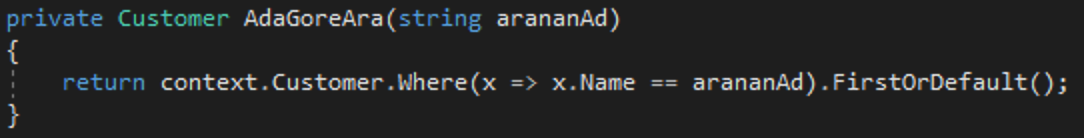 private Customer AdaGoreAra(string arananAd)
{
    return context.Customer.Where(x => x.Name == arananAd).FirstOrDefault();
}